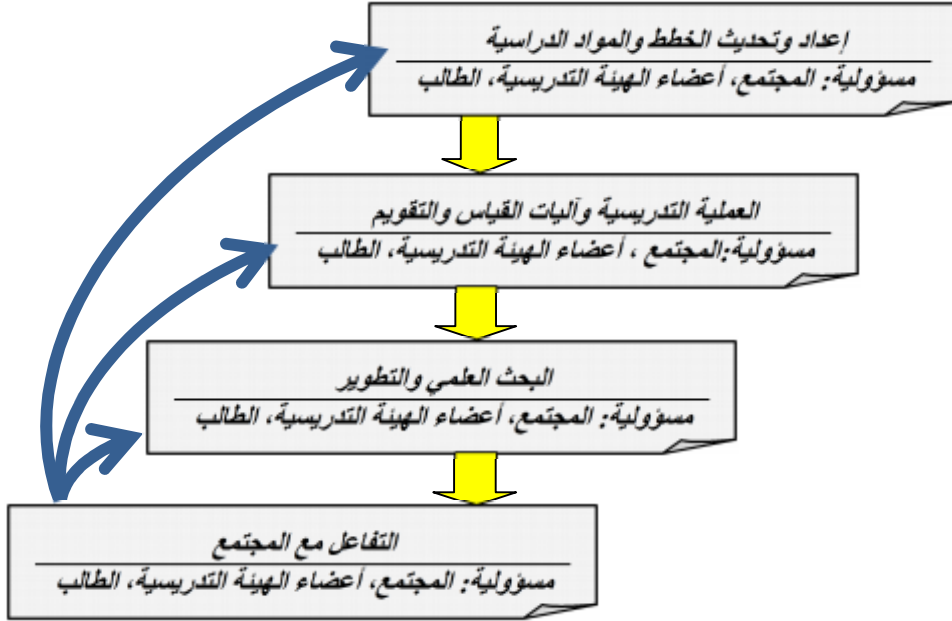 إعداد وتحديث الخطط والمواد الدراسية
مسؤولية: المجتمع، أعضاء الهيئة التدريسية، الطالب
العملية التدريسية وآليات القياس والتقويم
مسؤولية:المجتمع ، أعضاء الهيئة التدريسية، الطالب
البحث العلمي والتطوير
مسؤولية: المجتمع، أعضاء الهيئة التدريسية، الطالب
التفاعل مع المجتمع
مسؤولية: المجتمع، أعضاء الهيئة التدريسية، الطالب